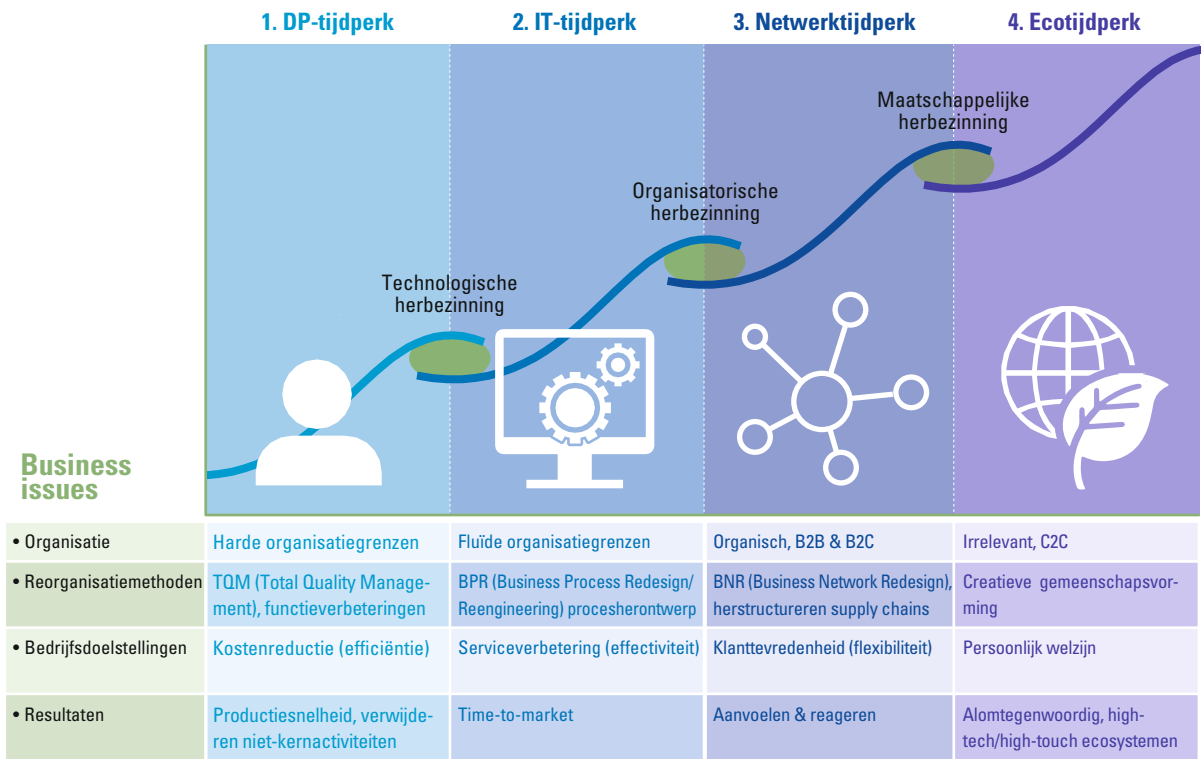 1. DP-tijdperk
2. IT-tijdperk
3. Netwerktijdperk
4. Ecotijdperk
Maatschappelijke
herbezinning
Organisatorische
herbezinning
Technologische
herbezinning
Business
issues
• Organisatie
Harde organisatiegrenzen
Fluïde organisatiegrenzen
Organisch, B2B & B2C
Irrelevant, C2C
• Reorganisatiemethoden
TQM (Total Quality Manage-
ment), functieverbeteringen
BPR (Business Process Redesign/
Reengineering) procesherontwerp
BNR (Business Network Redesign),
herstructureren supply chains
Creatieve gemeenschapsvor-
ming
• Bedrijfsdoelstellingen
Kostenreductie (efficiëntie)
Serviceverbetering (effectiviteit)
Klanttevredenheid (flexibiliteit)
Persoonlijk welzijn
• Resultaten
Productiesnelheid, verwijde-
ren niet-kernactiviteiten
Time-to-market
Aanvoelen & reageren
Alomtegenwoordig, high-
tech/high-touch ecosystemen